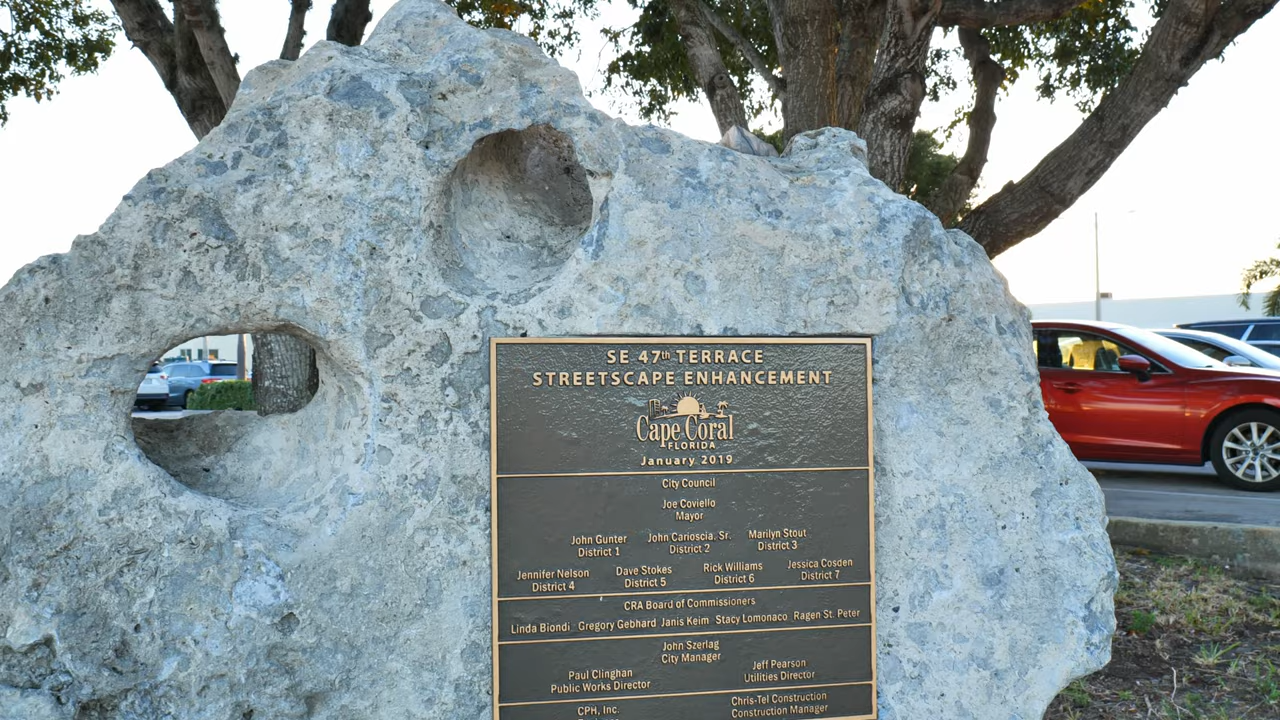 SE 47th TERRACE
STREETSCAPE ENHANCEMENT
Cape Coral
FLORIDA
January 2019
City Council
Joe Coviello
Mayor
John Gunter John Carioscia, Sr. Marilyn Stout
District 1 District 2 District 3
Jennifer Nelson Dave Stokes Rick Williams Jessica Cosden
District 4 District 5 District 6 District 7
CRA Board of Commissioners
Linda Biondi Gregory Gebhard Janis Keim Stacy Lomonaco Ragen St. Peter
John Szerlag
City Manager
Paul Clinghan Jeff Pearson
Public Works Director Utilities Director
CPH, Inc. Chris-Tel Construction
Construction Manager